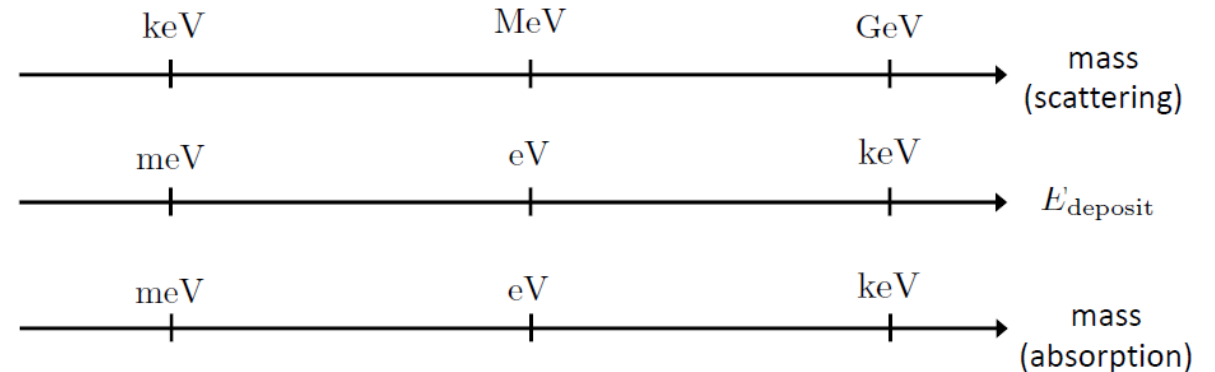 keV MeV GeV
mass
(scattering)
meV eV keV
E_deposit
meV eV keV
mass
(absorption)